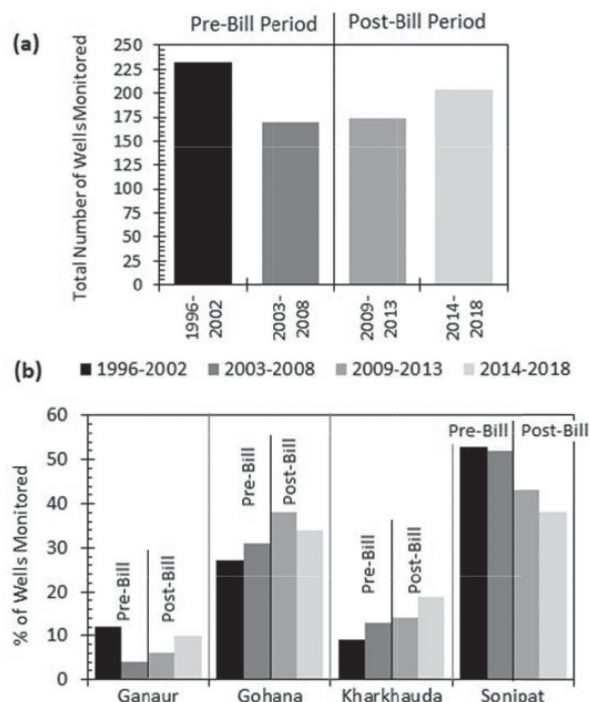 (a)
Pre-Bill Period
Post-Bill Period
Total Number of Wells Monitored
250
225
200
175
150
125
100
75
50
25
0
1996-
2002
2003-
2008
2009-
2013
2014-
2018
(b)
1996-2002
2003-2008
2009-2013
2014-2018
% of Wells Monitored
60
50
40
30
20
10
0
Pre-Bill
Post-Bill
Pre-Bill
Post-Bill
Pre-Bill
Post-Bill
Pre-Bill
Post-Bill
Ganaur
Gohana
Kharkhauda
Sonipat